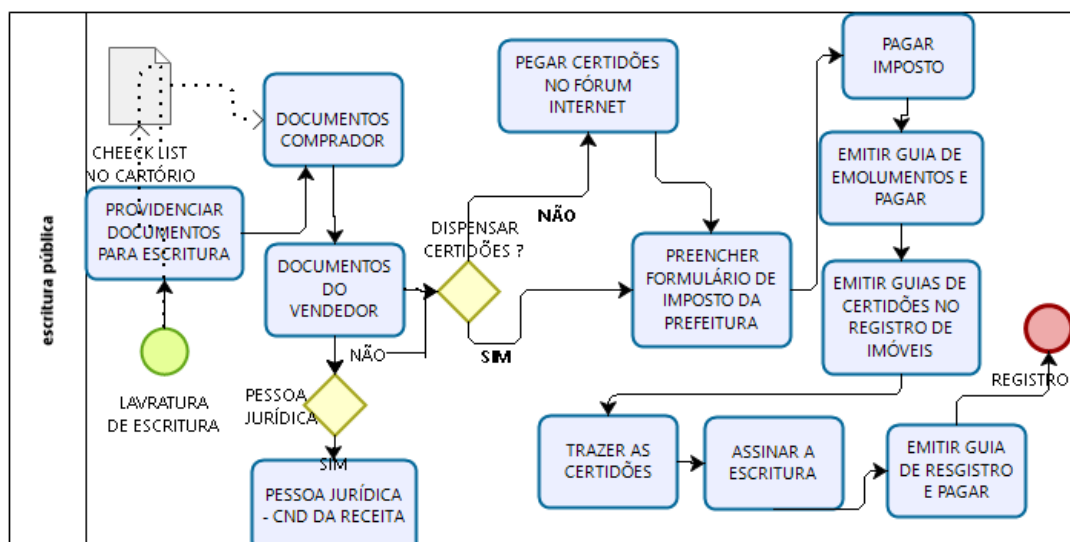 escritura pública
CHEECK LIST
NO CARTÓRIO
PROVIDENCIAR
DOCUMENTOS
PARA ESCRITURA
LAVRATURA
DE ESCRITURA
DOCUMENTOS
COMPRADOR
DOCUMENTOS
DO
VENDEDOR
NÃO
PESSOA
JURÍDICA
SIM
PESSOA JURÍDICA
- CND DA RECEITA
DISPENSAR
CERTIDÕES ?
NÃO
SIM
PEGAR CERTIDÕES
NO FÓRUM
INTERNET
PREENCHER
FORMULÁRIO DE
IMPOSTO DA
PREFEITURA
PAGAR
IMPOSTO
EMITIR GUIA DE
EMOLUMENTOS E
PAGAR
EMITIR GUIAS DE
CERTIDÕES NO
REGISTRO DE
IMÓVEIS
TRAZER AS
CERTIDÕES
ASSINAR A
ESCRITURA
EMITIR GUIA
DE RESGISTRO
E PAGAR
REGISTRO